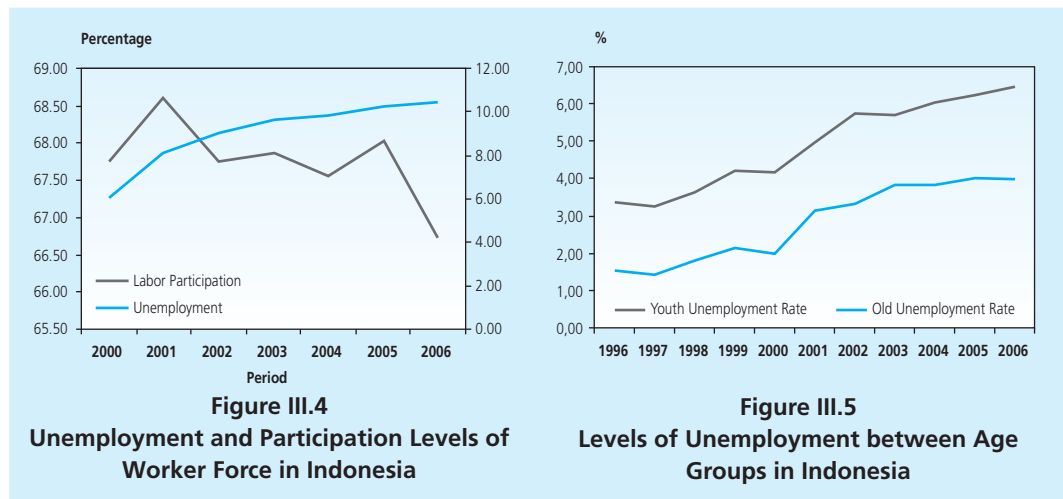 Percentage
69.00
68.50
68.00
67.50
67.00
66.50
66.00
65.50
12.00
10.00
8.00
6.00
4.00
2.00
0.00
Labor Participation
Unemployment
2000 2001 2002 2003 2004 2005 2006
Period
Figure III.4
Unemployment and Participation Levels of
Worker Force in Indonesia
%
7,00
6,00
5,00
4,00
3,00
2,00
1,00
0,00
Youth Unemployment Rate Old Unemployment Rate
1996 1997 1998 1999 2000 2001 2002 2003 2004 2005 2006
Figure III.5
Levels of Unemployment between Age
Groups in Indonesia